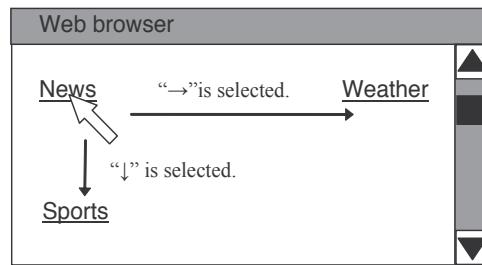 Web browser
News “→”is selected. Weather
“↓” is selected.
Sports